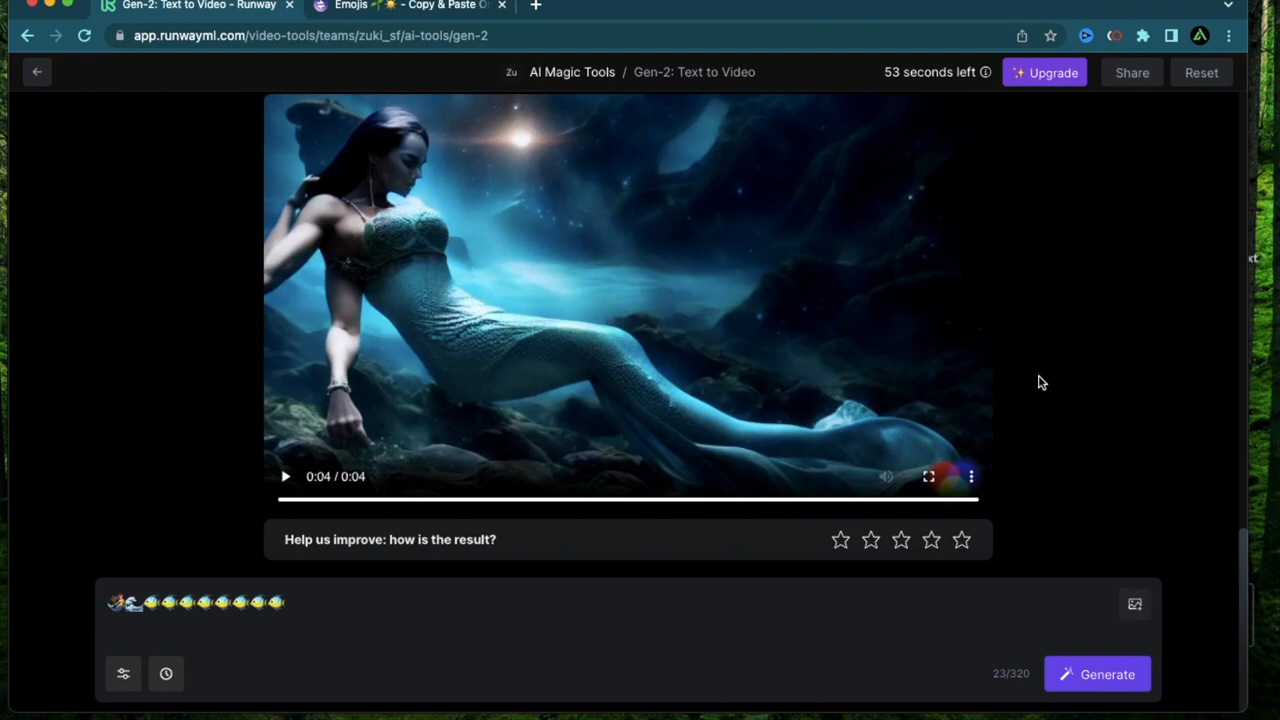 Gen-2: Text to Video - Runway
Emojis 🌱☀️ - Copy & Paste
app.runwayml.com/video-tools/teams/zuki_sf/ai-tools/gen-2
Zu AI Magic Tools / Gen-2: Text to Video
53 seconds left
Upgrade
Share
Reset
0:04 / 0:04
Help us improve: how is the result?
🧜‍♀️🌊🐠🐠🐠🐠🐠🐠🐠🐠
23/320
Generate